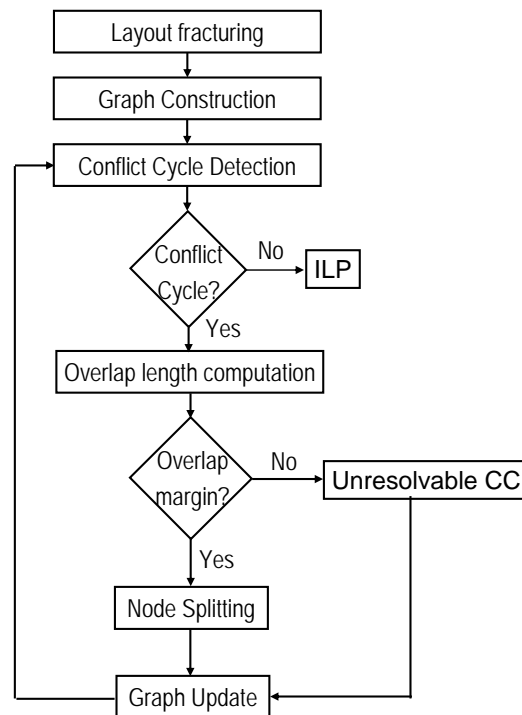 Layout fracturing
Graph Construction
Conflict Cycle Detection
Conflict
Cycle?
No
ILP
Yes
Overlap length computation
Overlap
margin?
No
Unresolvable CC
Yes
Node Splitting
Graph Update